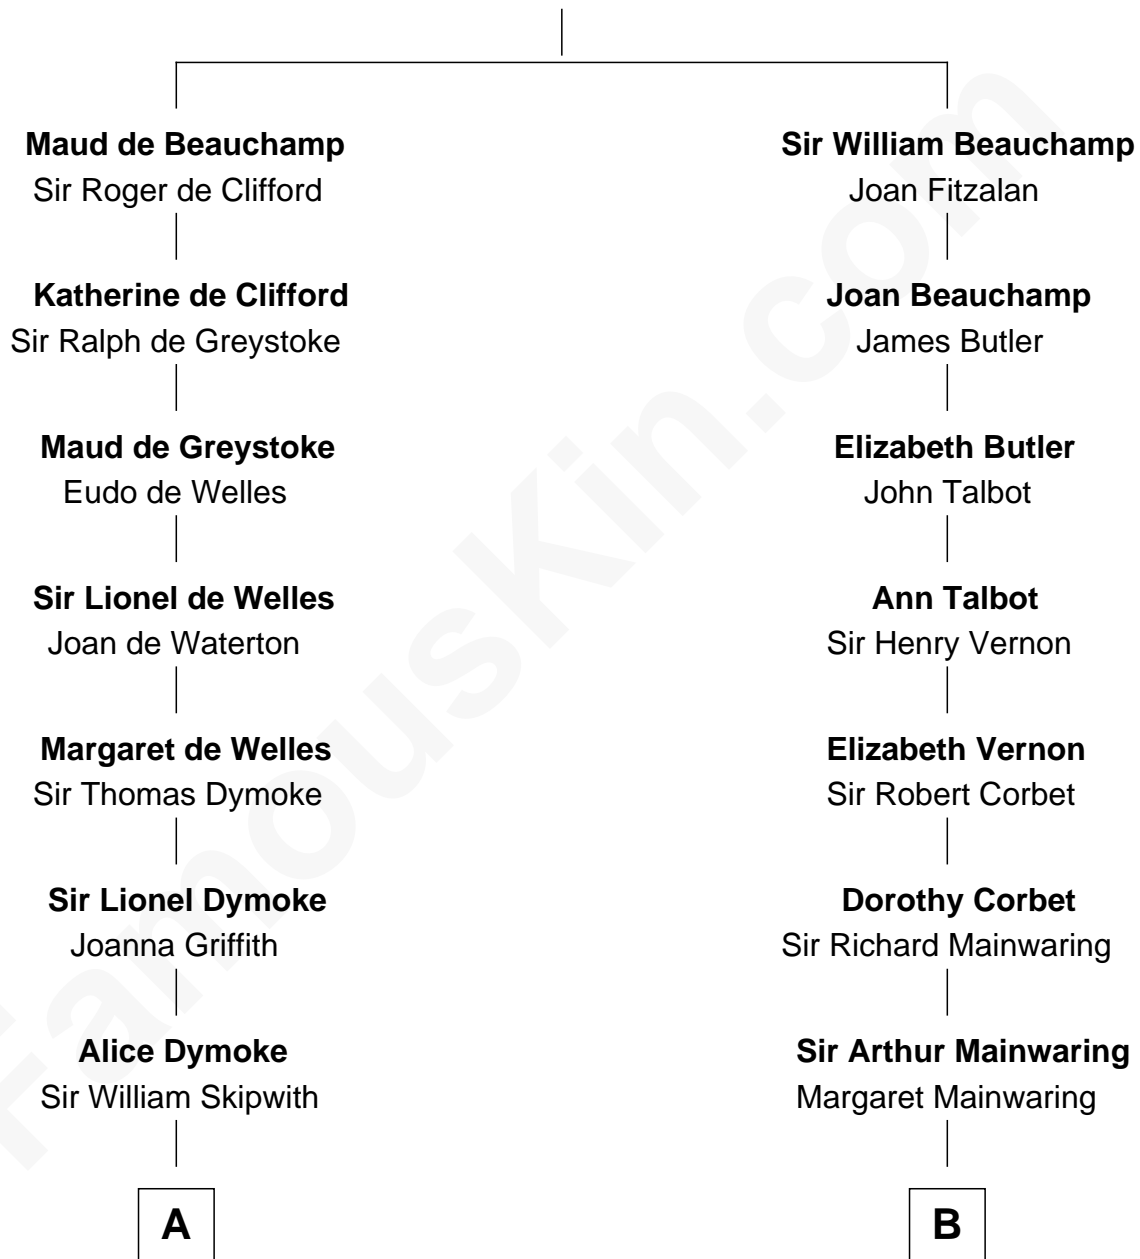 Maud de Beauchamp
Sir Roger de Clifford
Katherine de Clifford
Sir Ralph de Greystoke
Maud de Greystoke
Eudo de Welles
Sir Lionel de Welles
Joan de Waterton
Margaret de Welles
Sir Thomas Dymoke
Sir Lionel Dymoke
Joanna Griffith
Alice Dymoke
Sir William Skipwith
A
Sir William Beauchamp
Joan Fitzalan
Joan Beauchamp
James Butler
Elizabeth Butler
John Talbot
Ann Talbot
Sir Henry Vernon
Elizabeth Vernon
Sir Robert Corbet
Dorothy Corbet
Sir Richard Mainwaring
Sir Arthur Mainwaring
Margaret Mainwaring
B
FamousKin.com